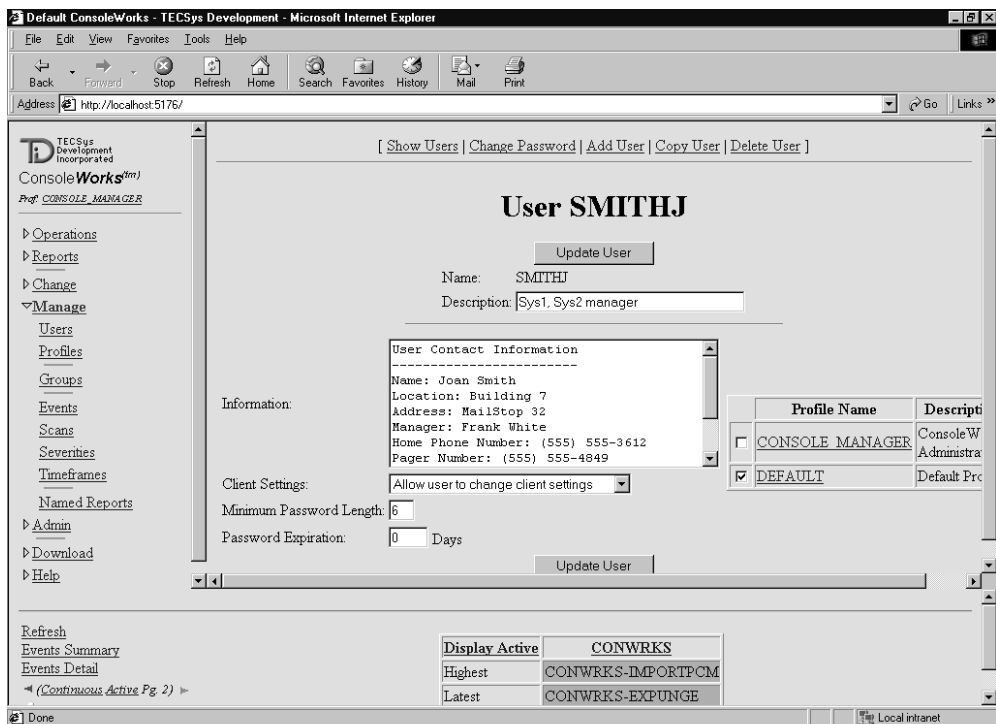 Default ConsoleWorks - TECSys Development - Microsoft Internet Explorer
File Edit View Favorites Tools Help
Back Forward Stop Refresh Home Search Favorites History Mail Print
Address http://localhost:5176/ Go Links »
TECSys
Development
Incorporated
ConsoleWorks(tm)
Prof: CONSOLE_MANAGER
Operations
Reports
Change
Manage
Users
Profiles
Groups
Events
Scans
Severities
Timeframes
Named Reports
Admin
Download
Help
[ Show Users | Change Password | Add User | Copy User | Delete User ]
User SMITHJ
Update User
Name: SMITHJ
Description: Sys1, Sys2 manager
Information:
User Contact Information
-------------------------
Name: Joan Smith
Location: Building 7
Address: MailStop 32
Manager: Frank White
Home Phone Number: (555) 555-3612
Pager Number: (555) 555-4849
Profile Name Descripti
CONSOLE_MANAGER ConsoleW
Administra
DEFAULT Default Pro
Client Settings: Allow user to change client settings
Minimum Password Length: 6
Password Expiration: 0 Days
Update User
Refresh
Events Summary
Events Detail
(Continuous Active Pg. 2)
Display Active CONWRKS
Highest CONWRKS-IMPORTPCM
Latest CONWRKS-EXPUNGE
Done Local intranet